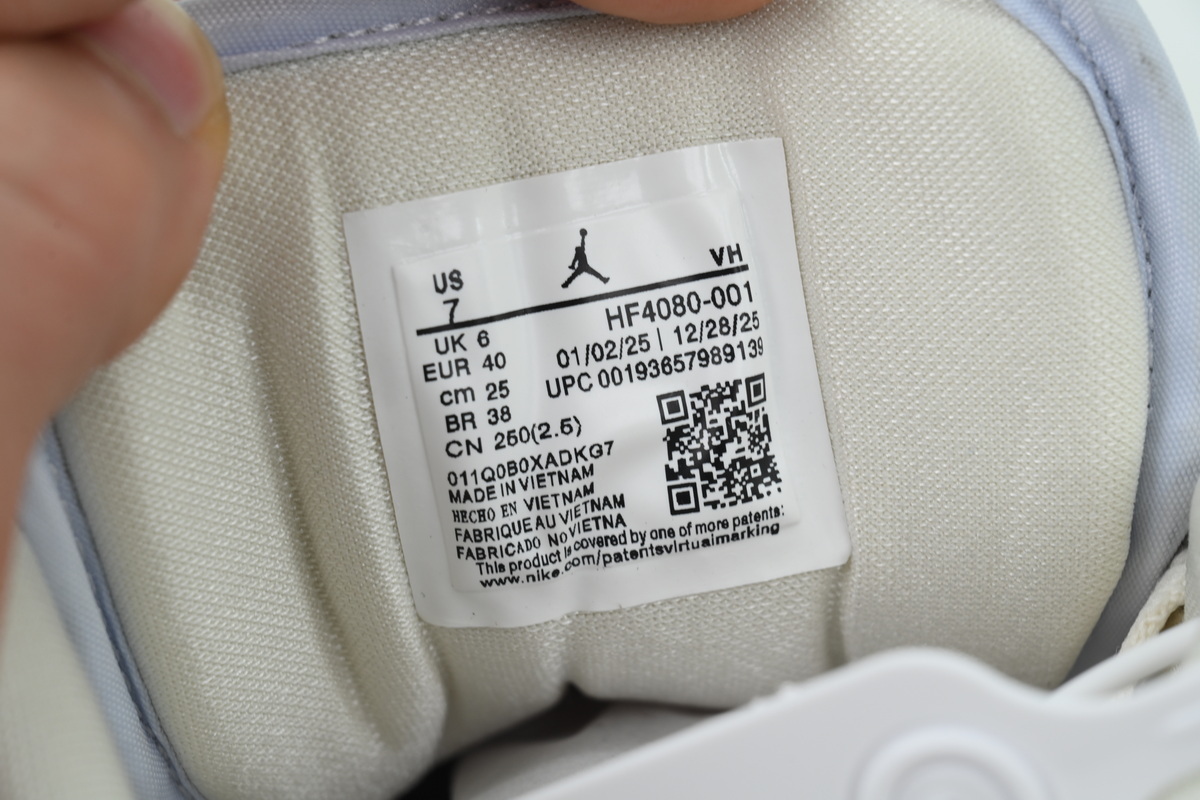 US
7
VH
UK 6
EUR 40
cm 25
BR 38
CN 250(2.5)
HF4080-001
01/02/25 | 12/28/25
UPC 00193657989139
011Q0B0XADKG7
MADE IN VIETNAM
HECHO EN VIETNAM
FABRIQUE AU VIETNAM
FABRICADO No VIETNA
This product is covered by one of more patents:
www.nike.com/patentsvirtualmarking